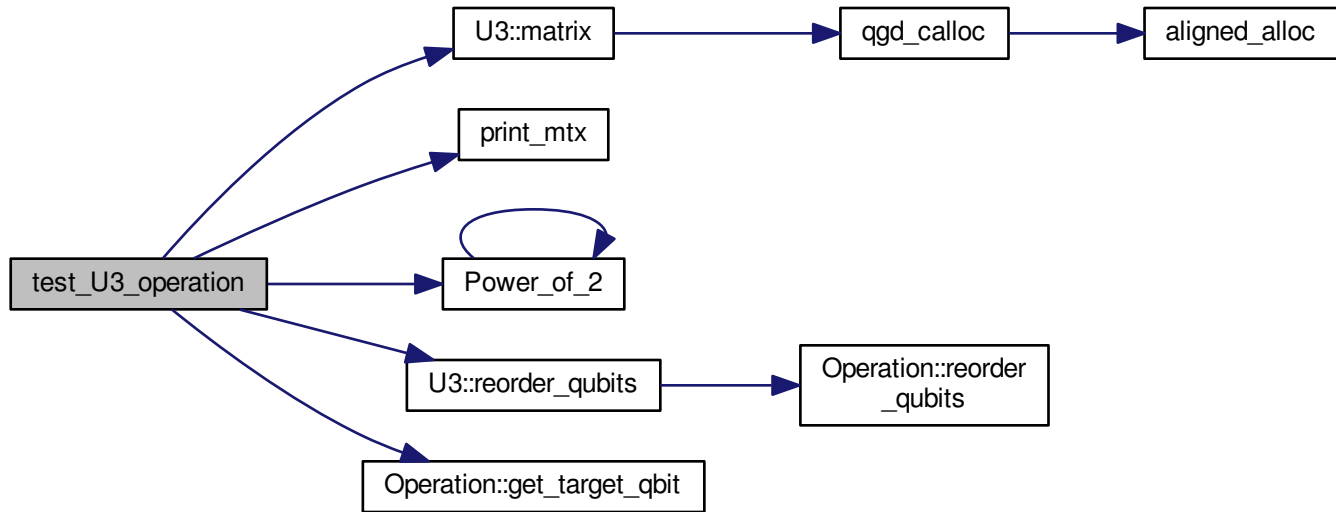 U3::matrix
qgd_calloc
aligned_alloc
print_mtx
test_U3_operation
Power_of_2
U3::reorder_qubits
Operation::reorder
_qubits
Operation::get_target_qbit